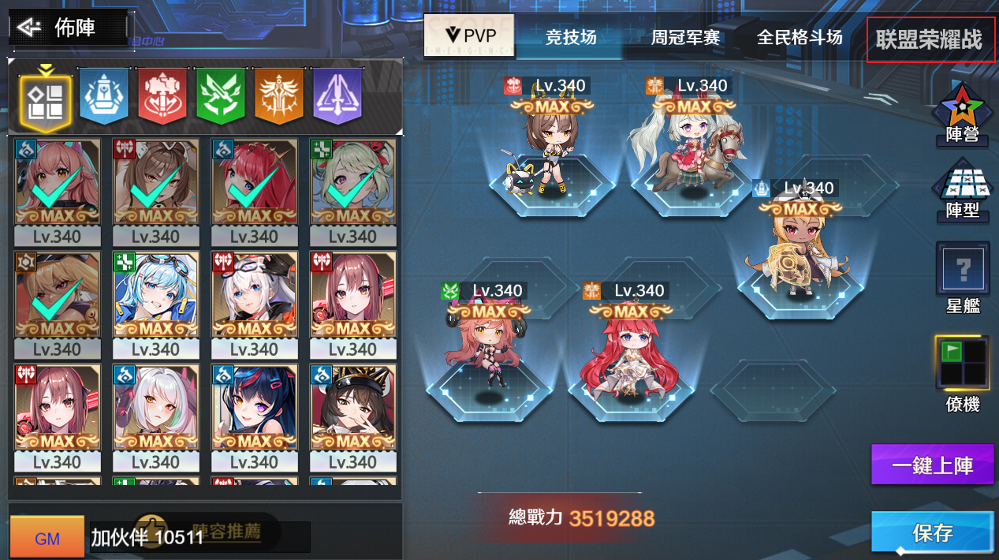 佈陣
PVP
竞技场
周冠军赛
全民格斗场
联盟荣耀战
Lv.340
MAX
Lv.340
MAX
Lv.340
MAX
Lv.340
MAX
Lv.340
MAX
MAX
MAX
MAX
MAX
Lv.340
Lv.340
Lv.340
Lv.340
MAX
MAX
MAX
MAX
Lv.340
Lv.340
Lv.340
Lv.340
MAX
MAX
MAX
MAX
Lv.340
Lv.340
Lv.340
Lv.340
陣營
陣型
?
星艦
僚機
一鍵上陣
總戰力 3519288
保存
GM
加伙伴 10511
陣容推薦